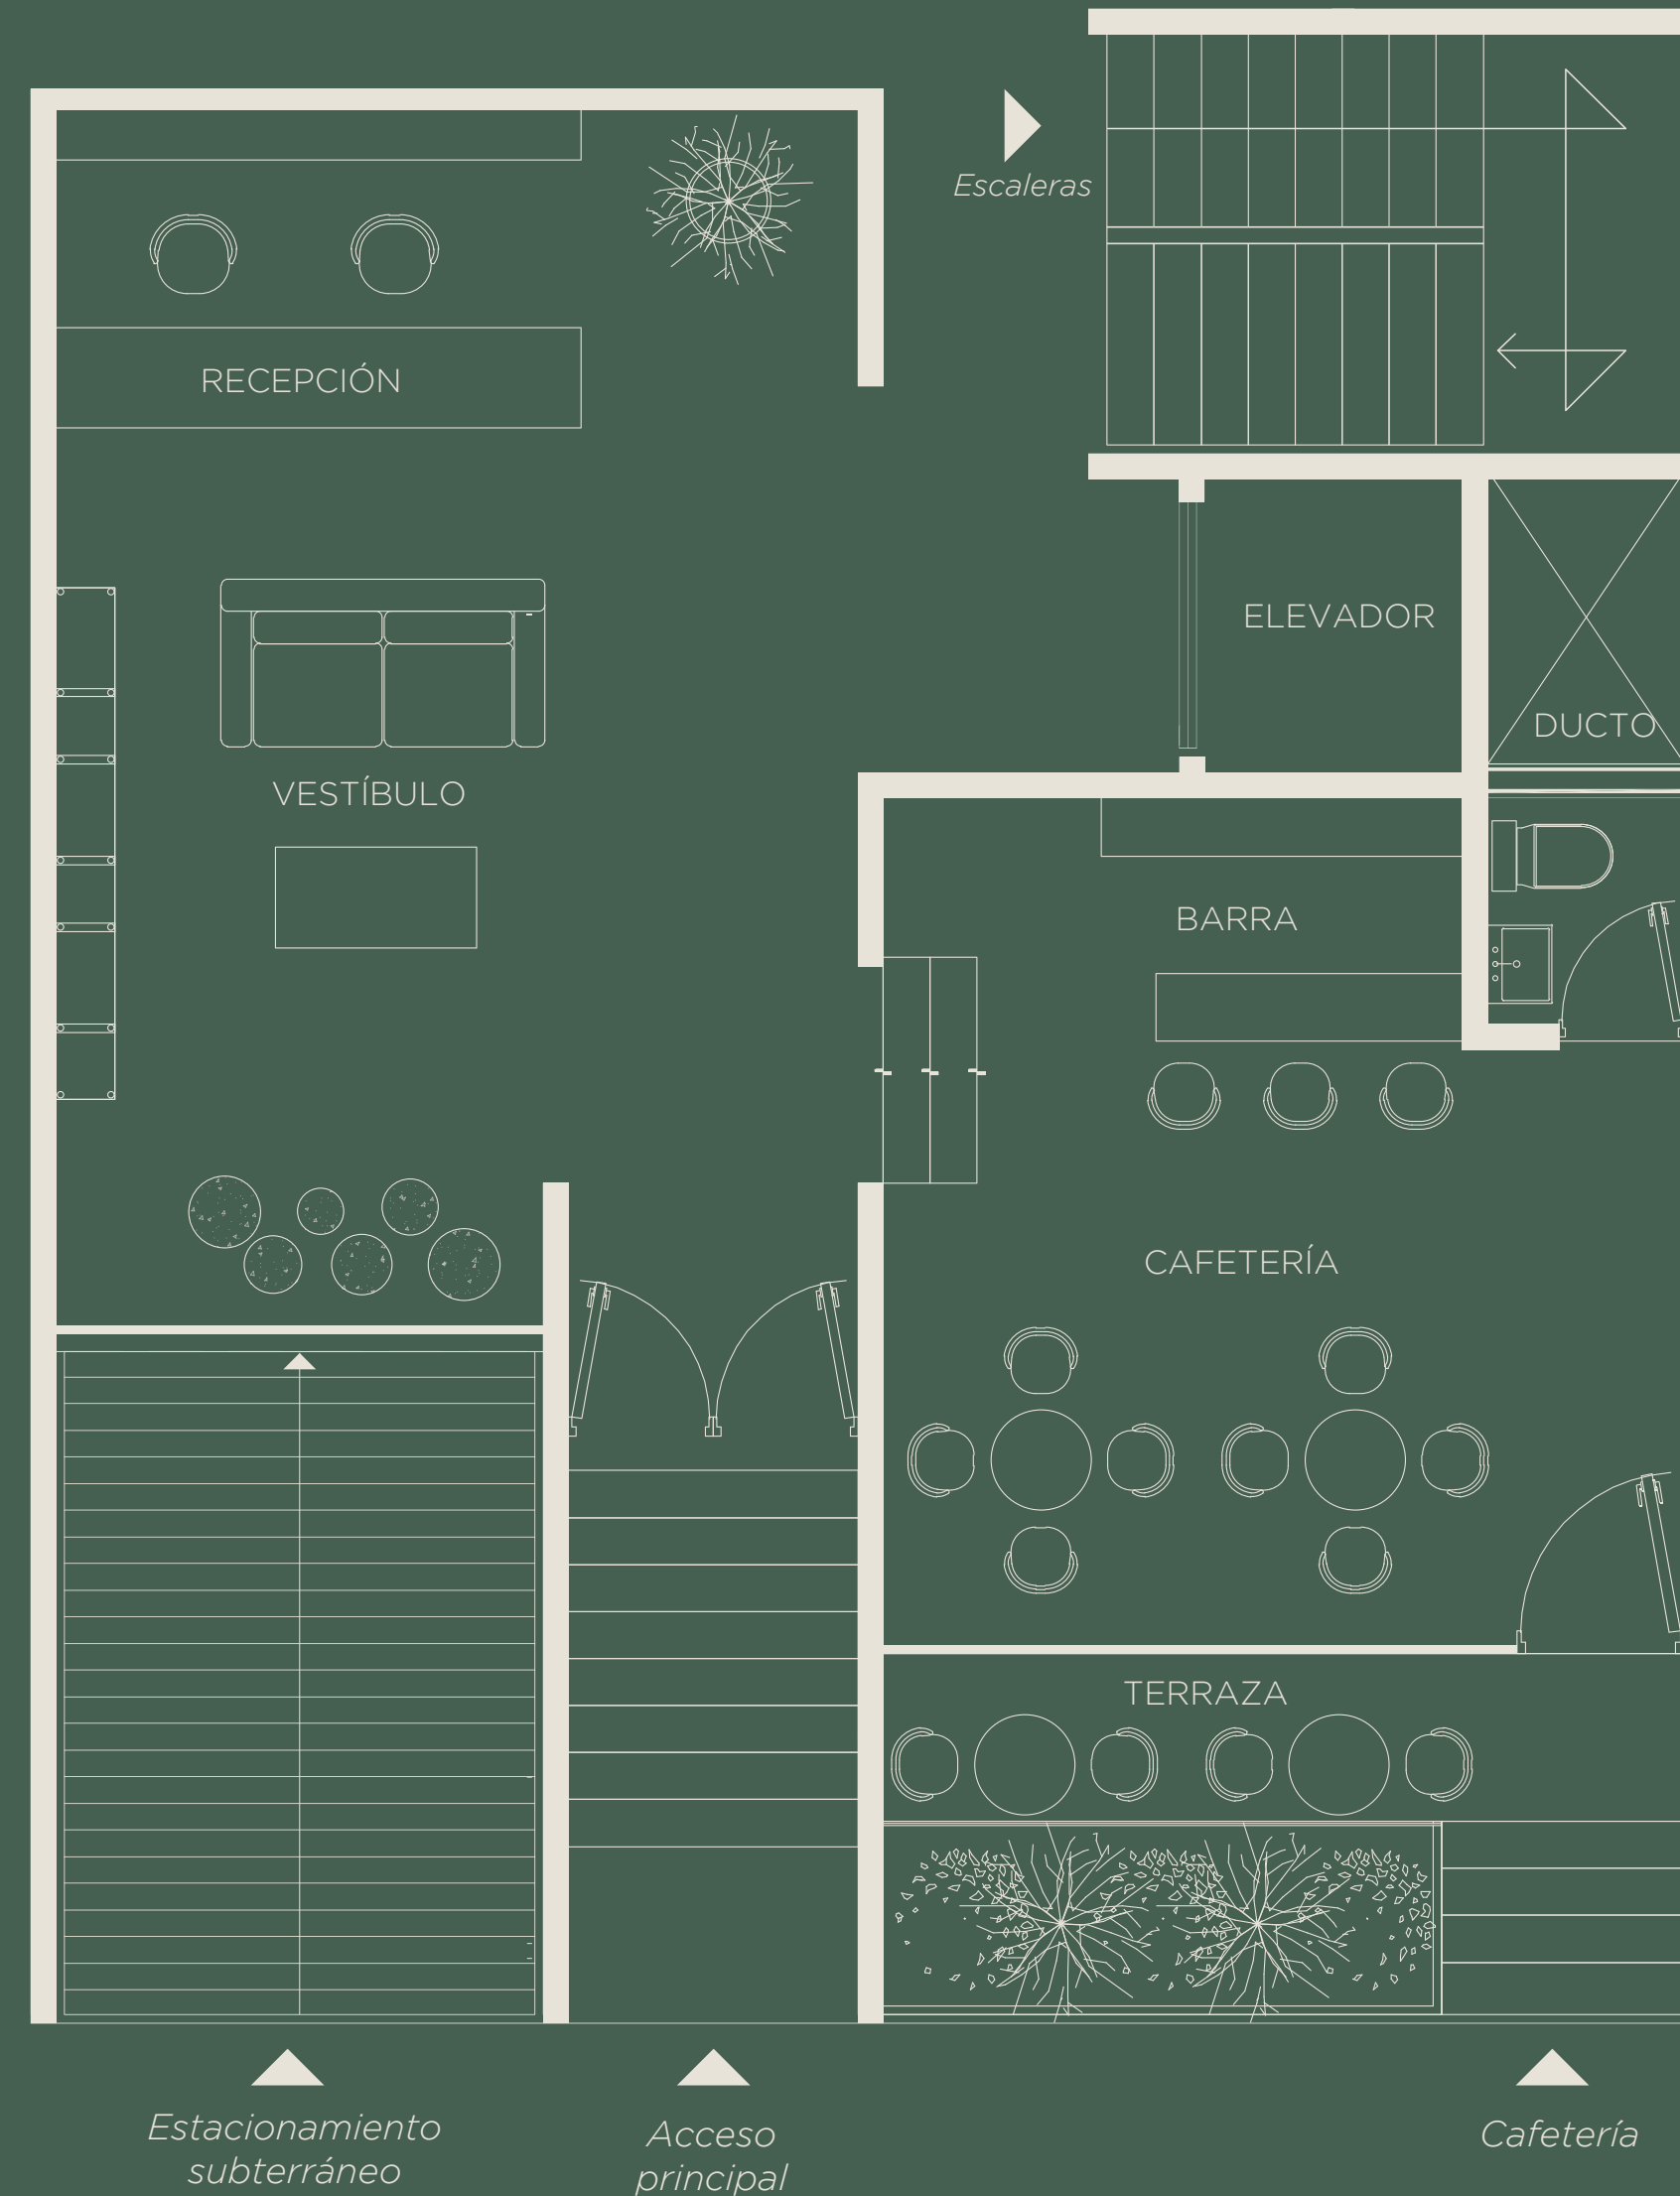 Escaleras
RECEPCIÓN
ELEVADOR
DUCTO
VESTÍBULO
BARRA
CAFETERÍA
TERRAZA
Estacionamiento
subterráneo
Acceso
principal
Cafetería